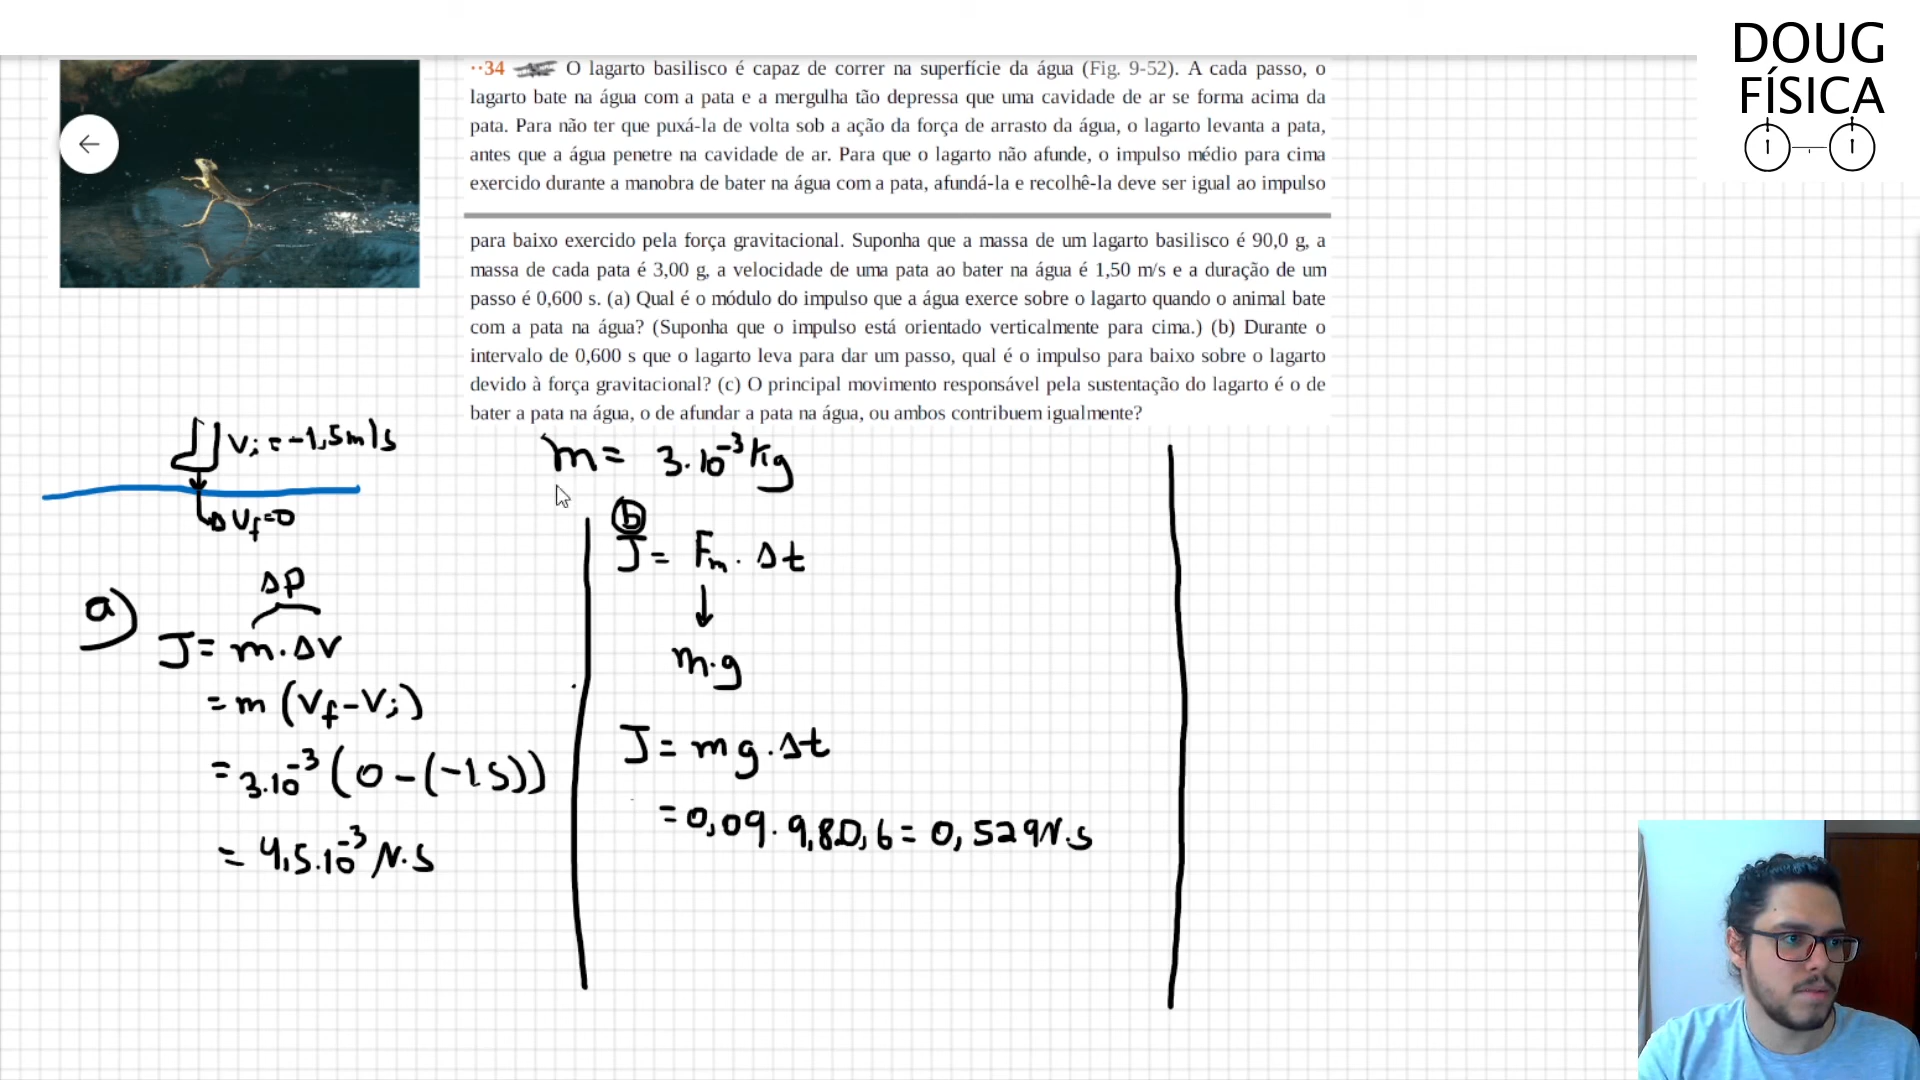 DOUG
FÍSICA
··34 O lagarto basilisco é capaz de correr na superfície da água (Fig. 9-52). A cada passo, o
lagarto bate na água com a pata e a mergulha tão depressa que uma cavidade de ar se forma acima da
pata. Para não ter que puxá-la de volta sob a ação da força de arrasto da água, o lagarto levanta a pata,
antes que a água penetre na cavidade de ar. Para que o lagarto não afunde, o impulso médio para cima
exercido durante a manobra de bater na água com a pata, afundá-la e recolhê-la deve ser igual ao impulso
para baixo exercido pela força gravitacional. Suponha que a massa de um lagarto basilisco é 90,0 g, a
massa de cada pata é 3,00 g, a velocidade de uma pata ao bater na água é 1,50 m/s e a duração de um
passo é 0,600 s. (a) Qual é o módulo do impulso que a água exerce sobre o lagarto quando o animal bate
com a pata na água? (Suponha que o impulso está orientado verticalmente para cima.) (b) Durante o
intervalo de 0,600 s que o lagarto leva para dar um passo, qual é o impulso para baixo sobre o lagarto
devido à força gravitacional? (c) O principal movimento responsável pela sustentação do lagarto é o de
bater a pata na água, o de afundar a pata na água, ou ambos contribuem igualmente?
Vi = -1,5m/s
Vf=0
m = 3.10⁻³ Kg
a)
ΔP
J = m.ΔV
= m (Vf-Vi)
= 3.10⁻³ (0-(-1,5))
= 4,5.10⁻³ N.s
b
J = Fm . Δt
m.g
J = mg.Δt
= 0,09. 9,8.0,6 = 0,529N.s